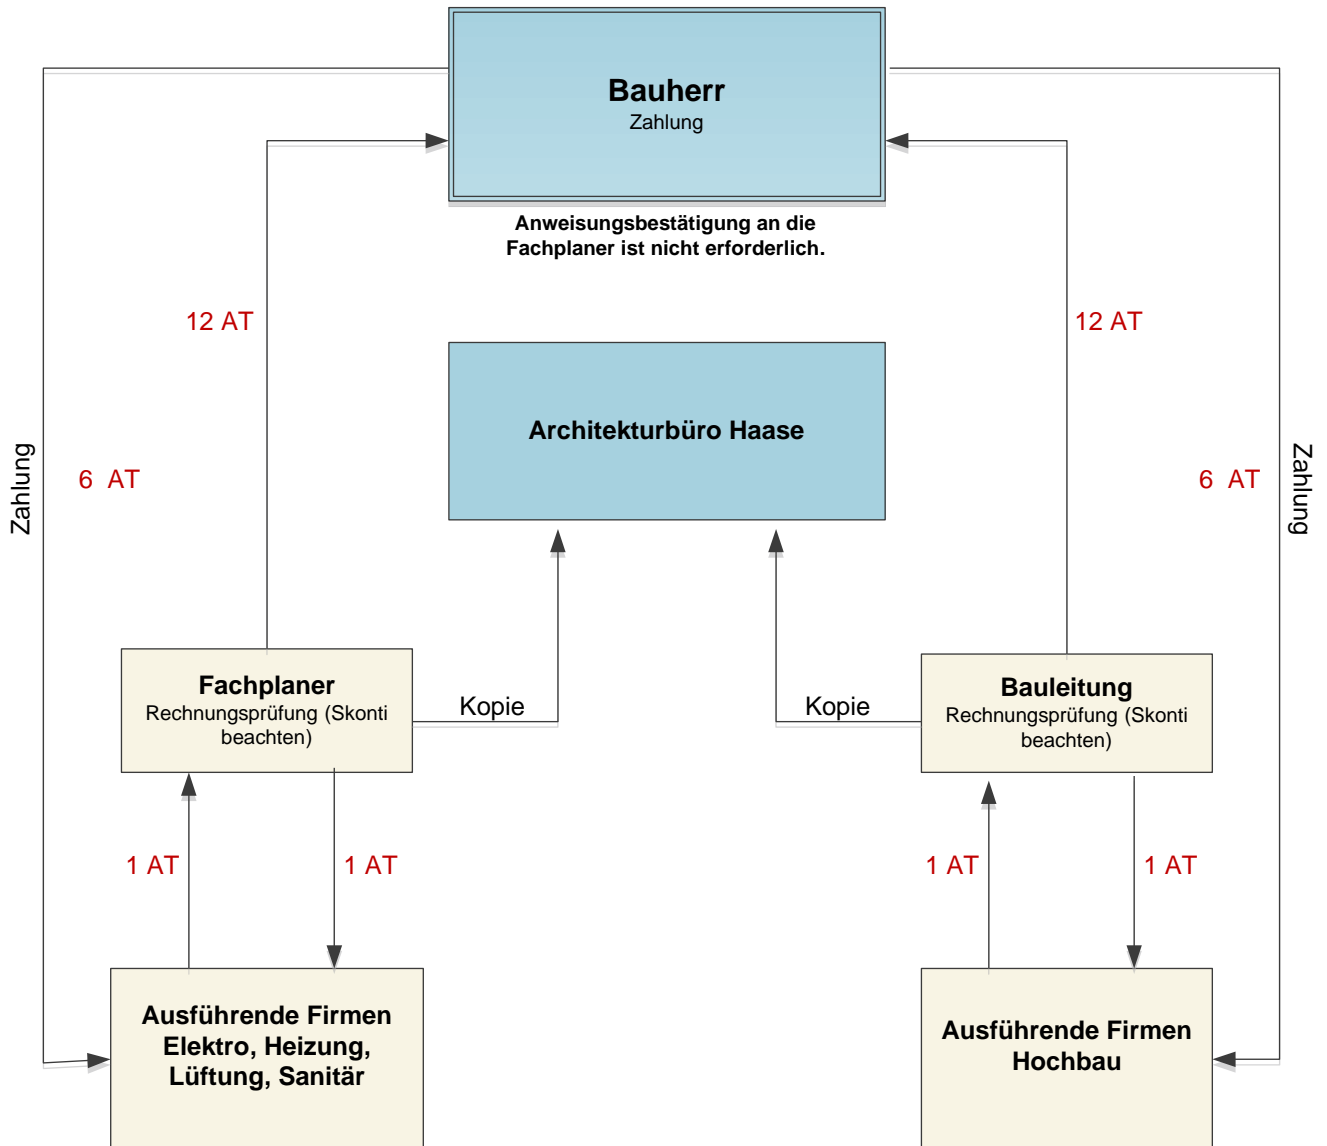 Bauherr
Zahlung
Anweisungsbestätigung an die
Fachplaner ist nicht erforderlich.
12 AT
12 AT
Architekturbüro Haase
Zahlung
6 AT
6 AT
Zahlung
Fachplaner
Rechnungsprüfung (Skonti
beachten)
Kopie
Kopie
Bauleitung
Rechnungsprüfung (Skonti
beachten)
1 AT
1 AT
1 AT
1 AT
Ausführende Firmen
Elektro, Heizung,
Lüftung, Sanitär
Ausführende Firmen
Hochbau